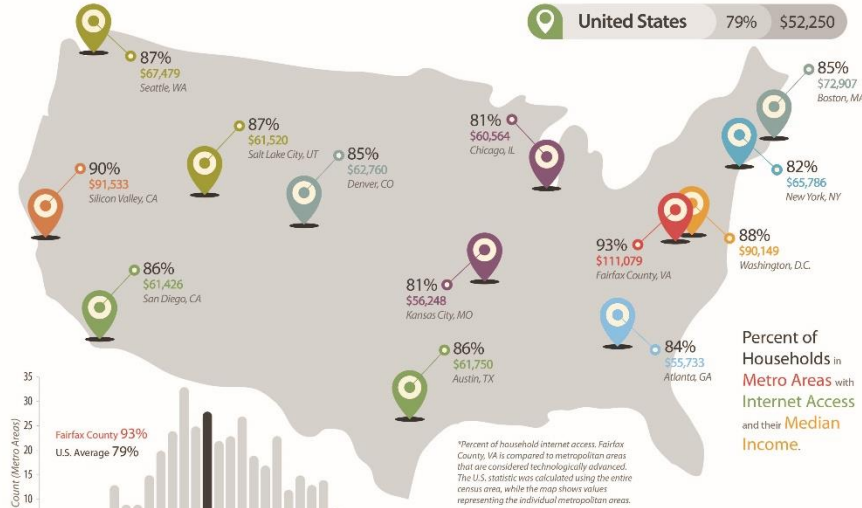 United States 79% $52,250
87%
$67,479
Seattle, WA
85%
$72,907
Boston, MA
87%
$61,520
Salt Lake City, UT
81%
$60,564
Chicago, IL
85%
$62,760
Denver, CO
82%
$65,786
New York, NY
90%
$91,533
Silicon Valley, CA
93%
$111,079
Fairfax County, VA
88%
$90,149
Washington, D.C.
86%
$61,426
San Diego, CA
81%
$56,248
Kansas City, MO
86%
$61,750
Austin, TX
84%
$55,733
Atlanta, GA
Percent of
Households in
Metro Areas with
Internet Access
and their Median
Income.
35
30
25
20
15
10
Count (Metro Areas)
Fairfax County 93%
U.S. Average 79%
*Percent of household internet access. Fairfax
County, VA is compared to metropolitan areas
that are considered technologically advanced.
The U.S. statistic was calculated using the entire
census area, while the map shows values
representing the individual metropolitan areas.